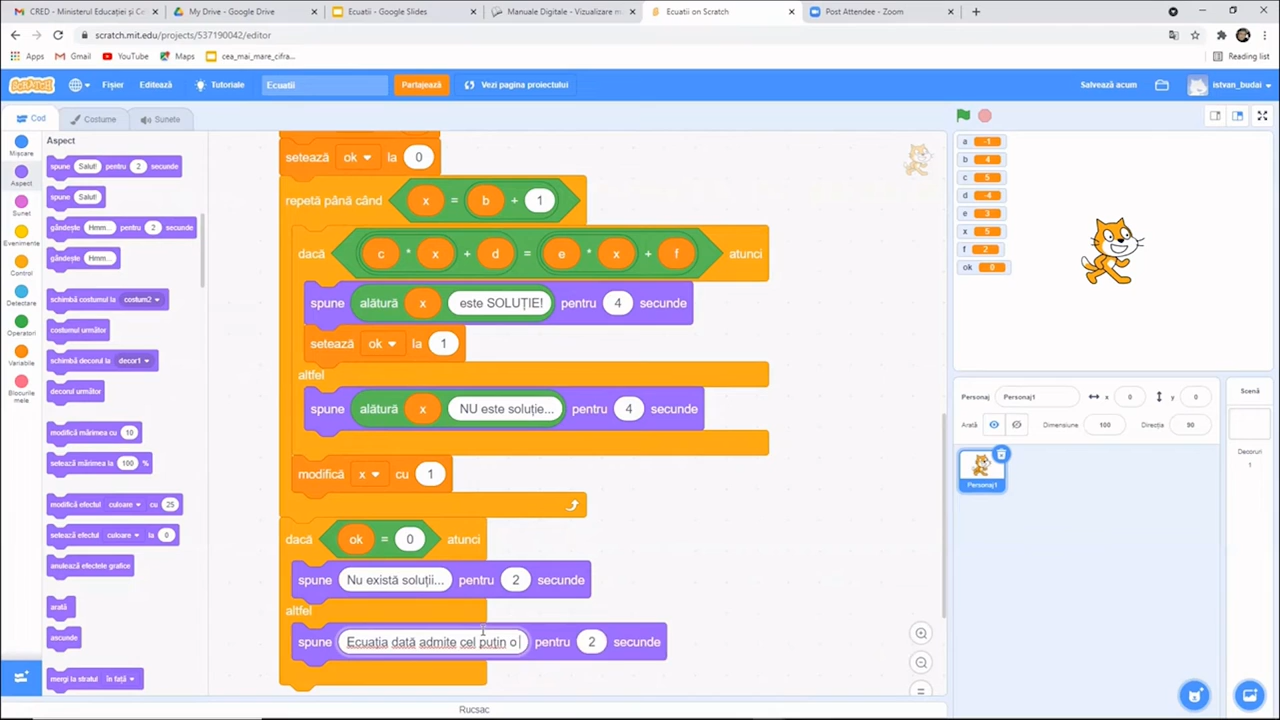 CRED - Ministerul Educației și Ce
My Drive - Google Drive
Ecuatii - Google Slides
Manuale Digitale - Vizualizare m
Ecuatii on Scratch
Post Attendee - Zoom
scratch.mit.edu/projects/537190042/editor
Apps
Gmail
YouTube
Maps
cea_mai_mare_cifra...
Reading list
SCRATCH
Fișier
Editează
Tutoriale
Ecuatii
Partajează
Vezi pagina proiectului
Salvează acum
istvan_budai
Cod
Costume
Sunete
Mișcare
Aspect
Sunet
Evenimente
Control
Detectare
Operatori
Variabile
Blocurile mele
Aspect
spune Salut! pentru 2 secunde
spune Salut!
gândește Hmm... pentru 2 secunde
gândește Hmm...
schimbă costumul la costum2
costumul următor
schimbă decorul la decor1
decorul următor
modifică mărimea cu 10
setează mărimea la 100 %
modifică efectul culoare cu 25
setează efectul culoare la 0
anulează efectele grafice
arată
ascunde
mergi la stratul în față
setează ok la 0
repetă până când x = b + 1
dacă c * x + d = e * x + f atunci
spune alătură x este SOLUȚIE! pentru 4 secunde
setează ok la 1
altfel
spune alătură x NU este soluție... pentru 4 secunde
modifică x cu 1
dacă ok = 0 atunci
spune Nu există soluții... pentru 2 secunde
altfel
spune Ecuația dată admite cel puțin o pentru 2 secunde
Rucsac
a -1
b 4
c 5
d -4
e 3
x 5
f 2
ok 0
Personaj Personaj1 x 0 y 0
Arată Dimensiune 100 Direcția 90
Personaj1
Scenă
Decoruri
1